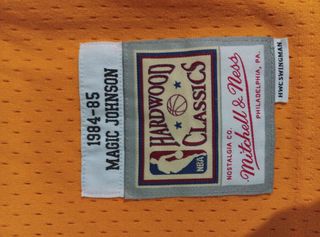 1984-85
MAGIC JOHNSON
HARDWOOD
CLASSICS
NBA
NOSTALGIA CO.
Mitchell & Ness
PHILADELPHIA, PA.
HWC SWINGMAN